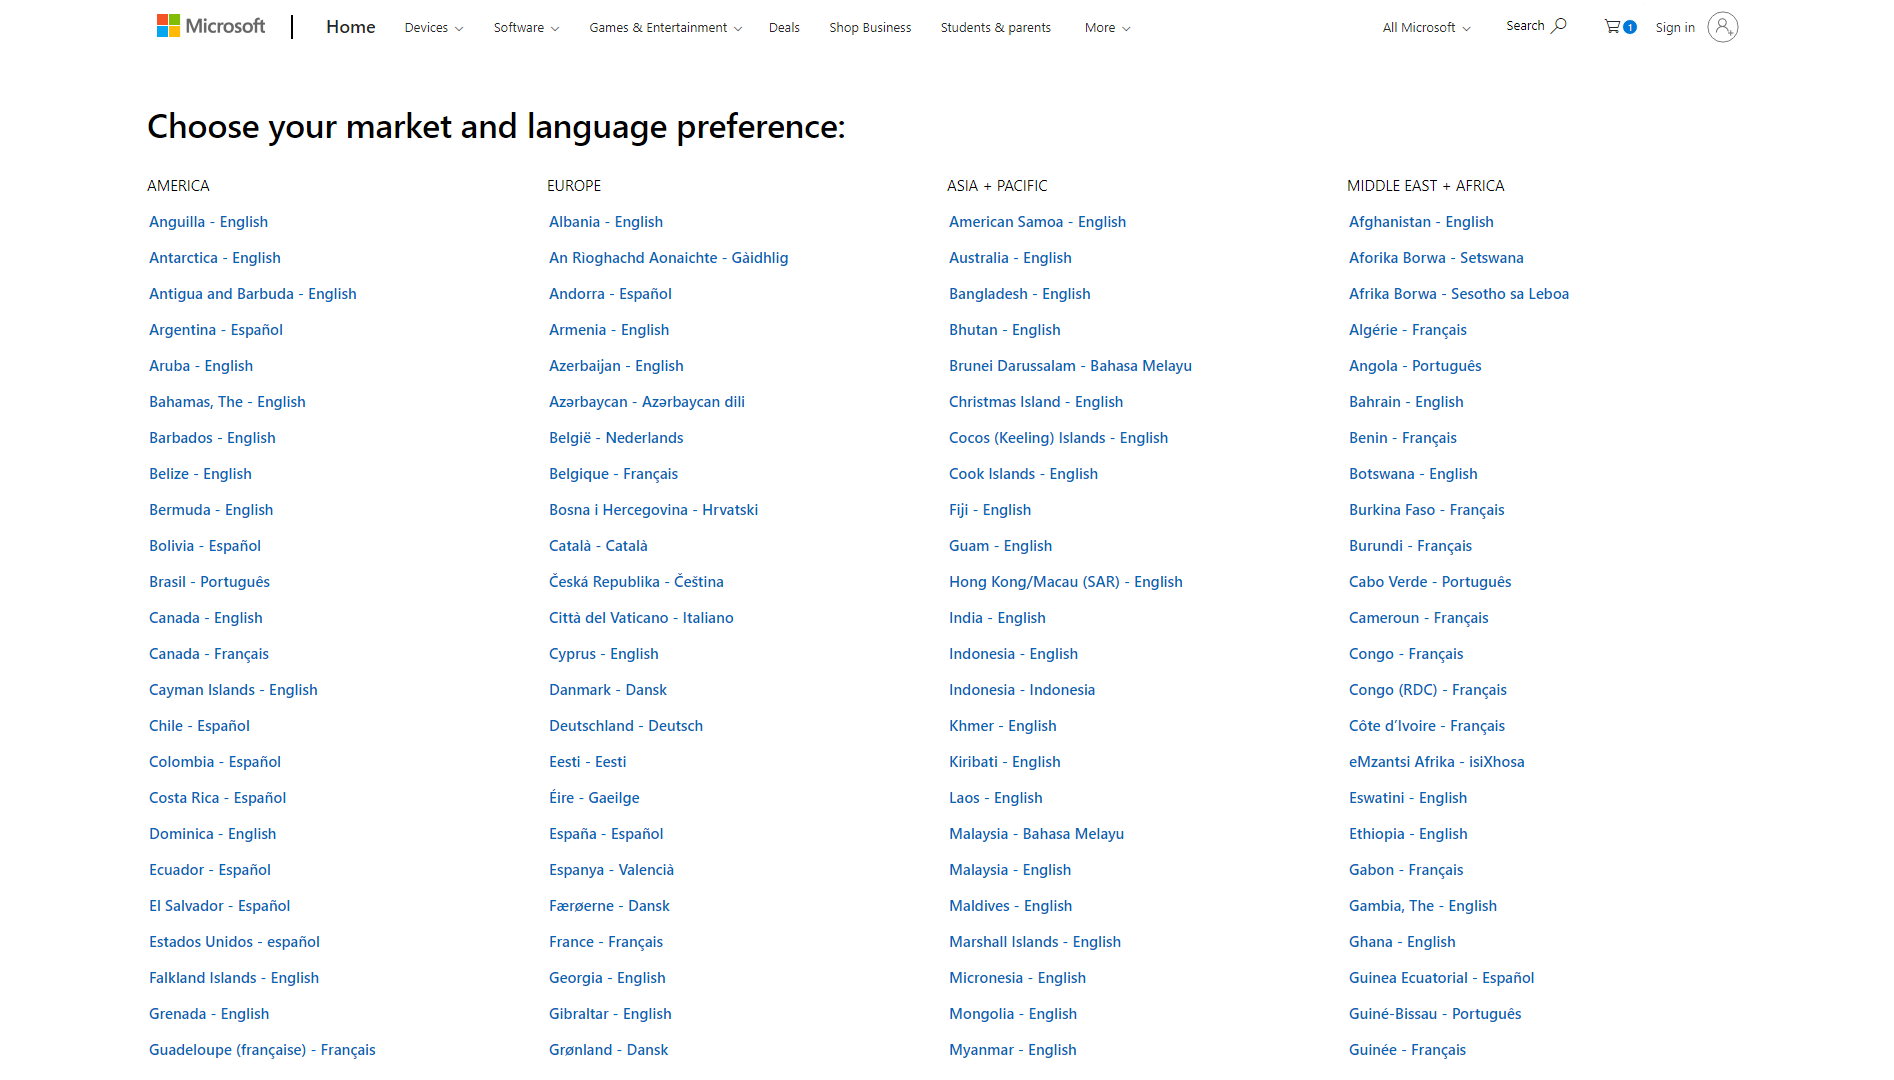 Microsoft
Home
Devices
Software
Games & Entertainment
Deals
Shop Business
Students & parents
More
All Microsoft
Search
1
Sign in
Choose your market and language preference:
AMERICA
Anguilla - English
Antarctica - English
Antigua and Barbuda - English
Argentina - Español
Aruba - English
Bahamas, The - English
Barbados - English
Belize - English
Bermuda - English
Bolivia - Español
Brasil - Português
Canada - English
Canada - Français
Cayman Islands - English
Chile - Español
Colombia - Español
Costa Rica - Español
Dominica - English
Ecuador - Español
El Salvador - Español
Estados Unidos - español
Falkland Islands - English
Grenada - English
Guadeloupe (française) - Français
EUROPE
Albania - English
An Rìoghachd Aonaichte - Gàidhlig
Andorra - Español
Armenia - English
Azerbaijan - English
Azərbaycan - Azərbaycan dili
België - Nederlands
Belgique - Français
Bosna i Hercegovina - Hrvatski
Català - Català
Česká Republika - Čeština
Città del Vaticano - Italiano
Cyprus - English
Danmark - Dansk
Deutschland - Deutsch
Eesti - Eesti
Éire - Gaeilge
España - Español
Espanya - Valencià
Færøerne - Dansk
France - Français
Georgia - English
Gibraltar - English
Grønland - Dansk
ASIA + PACIFIC
American Samoa - English
Australia - English
Bangladesh - English
Bhutan - English
Brunei Darussalam - Bahasa Melayu
Christmas Island - English
Cocos (Keeling) Islands - English
Cook Islands - English
Fiji - English
Guam - English
Hong Kong/Macau (SAR) - English
India - English
Indonesia - English
Indonesia - Indonesia
Khmer - English
Kiribati - English
Laos - English
Malaysia - Bahasa Melayu
Malaysia - English
Maldives - English
Marshall Islands - English
Micronesia - English
Mongolia - English
Myanmar - English
MIDDLE EAST + AFRICA
Afghanistan - English
Aforika Borwa - Setswana
Afrika Borwa - Sesotho sa Leboa
Algérie - Français
Angola - Português
Bahrain - English
Benin - Français
Botswana - English
Burkina Faso - Français
Burundi - Français
Cabo Verde - Português
Cameroun - Français
Congo - Français
Congo (RDC) - Français
Côte d’Ivoire - Français
eMzantsi Afrika - isiXhosa
Eswatini - English
Ethiopia - English
Gabon - Français
Gambia, The - English
Ghana - English
Guinea Ecuatorial - Español
Guiné-Bissau - Português
Guinée - Français